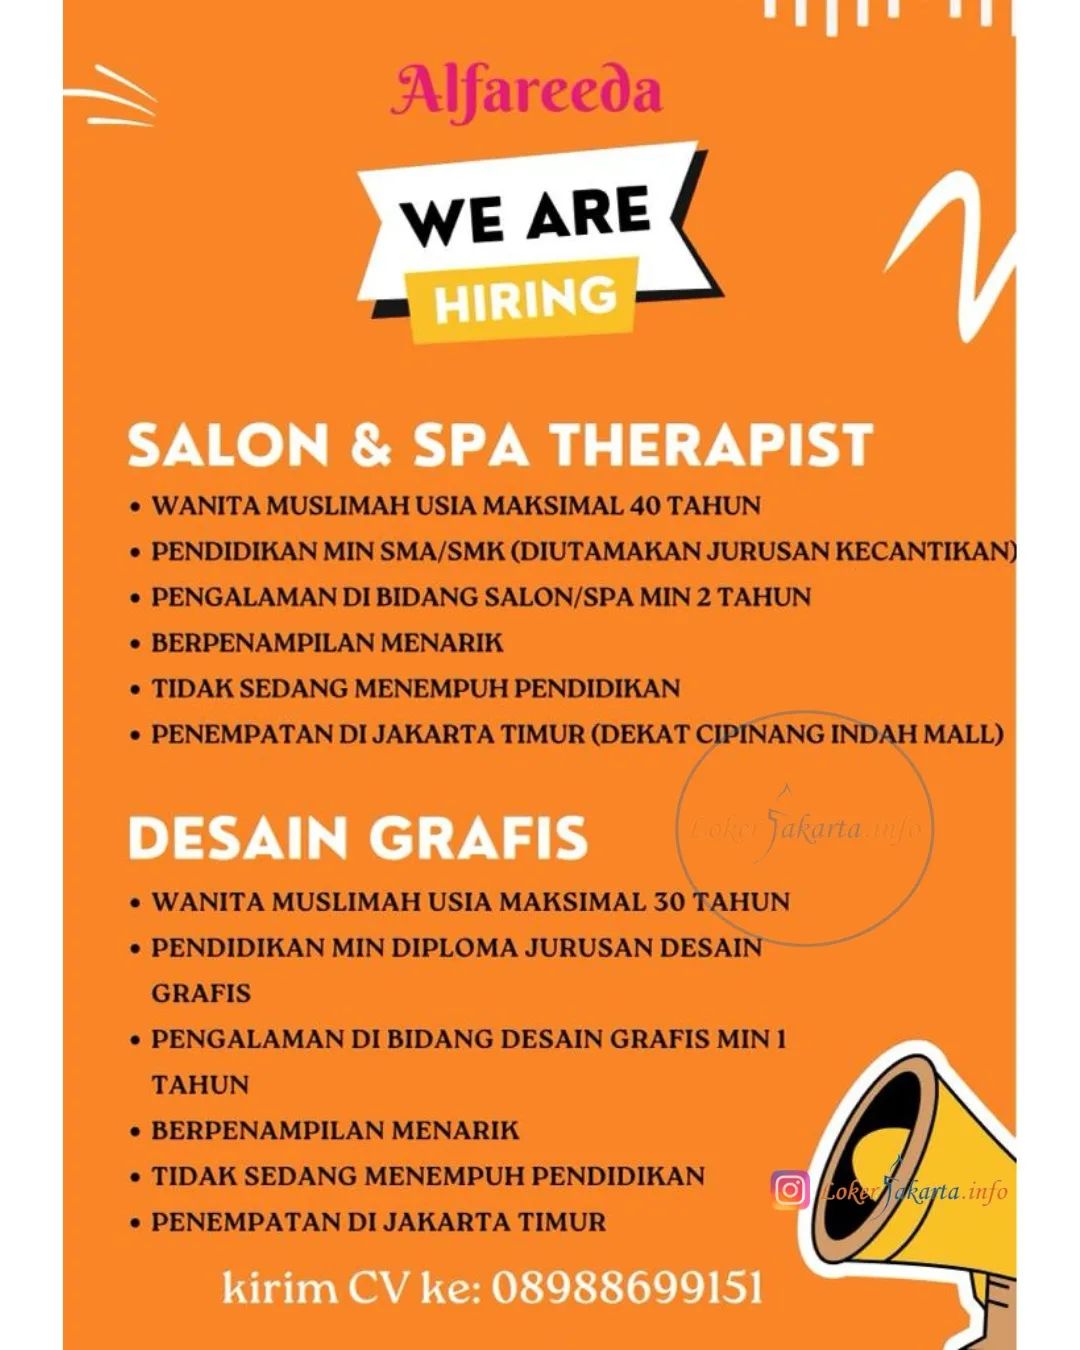 Alfareeda
WE ARE
HIRING
SALON & SPA THERAPIST
• WANITA MUSLIMAH USIA MAKSIMAL 40 TAHUN
• PENDIDIKAN MIN SMA/SMK (DIUTAMAKAN JURUSAN KECANTIKAN)
• PENGALAMAN DI BIDANG SALON/SPA MIN 2 TAHUN
• BERPENAMPILAN MENARIK
• TIDAK SEDANG MENEMPUH PENDIDIKAN
• PENEMPATAN DI JAKARTA TIMUR (DEKAT CIPINANG INDAH MALL)
LokerJakarta.info
DESAIN GRAFIS
• WANITA MUSLIMAH USIA MAKSIMAL 30 TAHUN
• PENDIDIKAN MIN DIPLOMA JURUSAN DESAIN
GRAFIS
• PENGALAMAN DI BIDANG DESAIN GRAFIS MIN 1
TAHUN
• BERPENAMPILAN MENARIK
• TIDAK SEDANG MENEMPUH PENDIDIKAN
LokerJakarta.info
• PENEMPATAN DI JAKARTA TIMUR
kirim CV ke: 08988699151